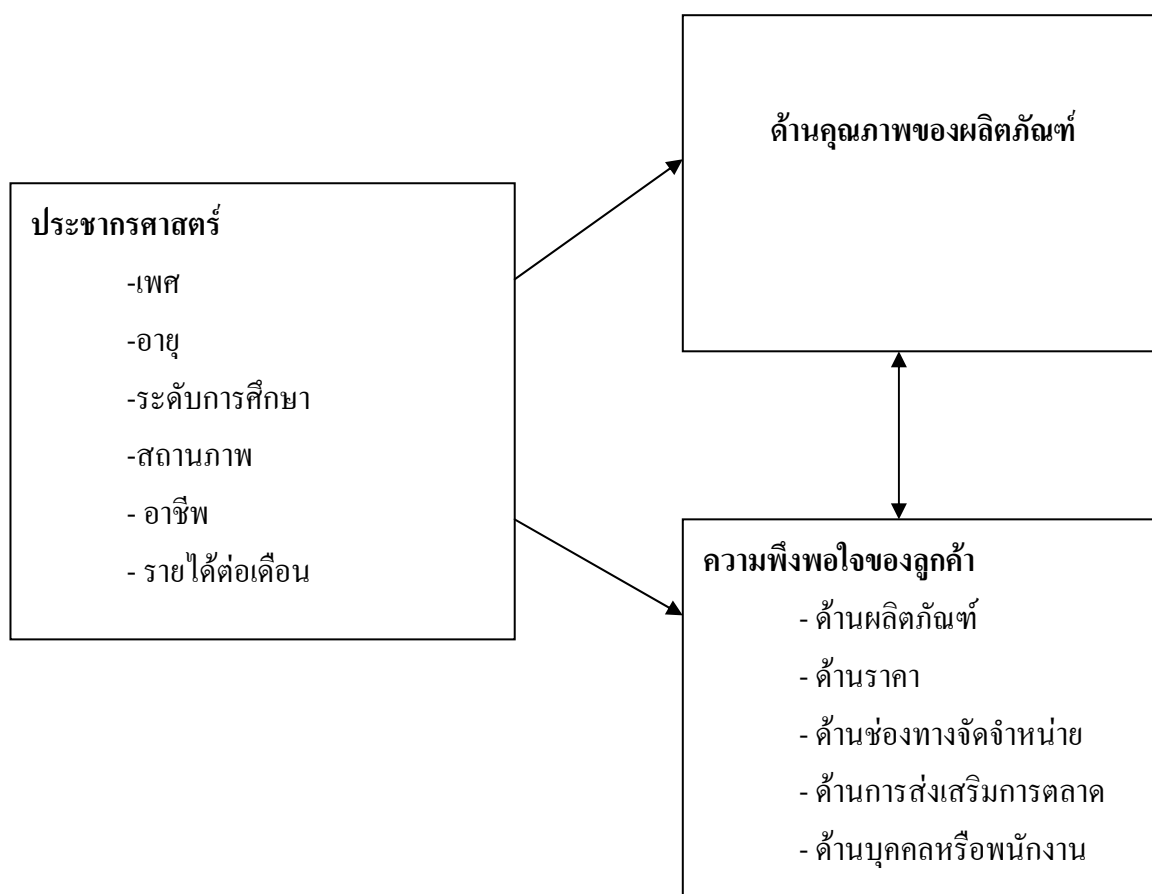 ด้านคุณภาพของผลิตภัณฑ์
ประชากรศาสตร์
-เพศ
-อายุ
-ระดับการศึกษา
-สถานภาพ
- อาชีพ
- รายได้ต่อเดือน
ความพึงพอใจของลูกค้า
- ด้านผลิตภัณฑ์
- ด้านราคา
- ด้านช่องทางจัดจำหน่าย
- ด้านการส่งเสริมการตลาด
- ด้านบุคคลหรือพนักงาน